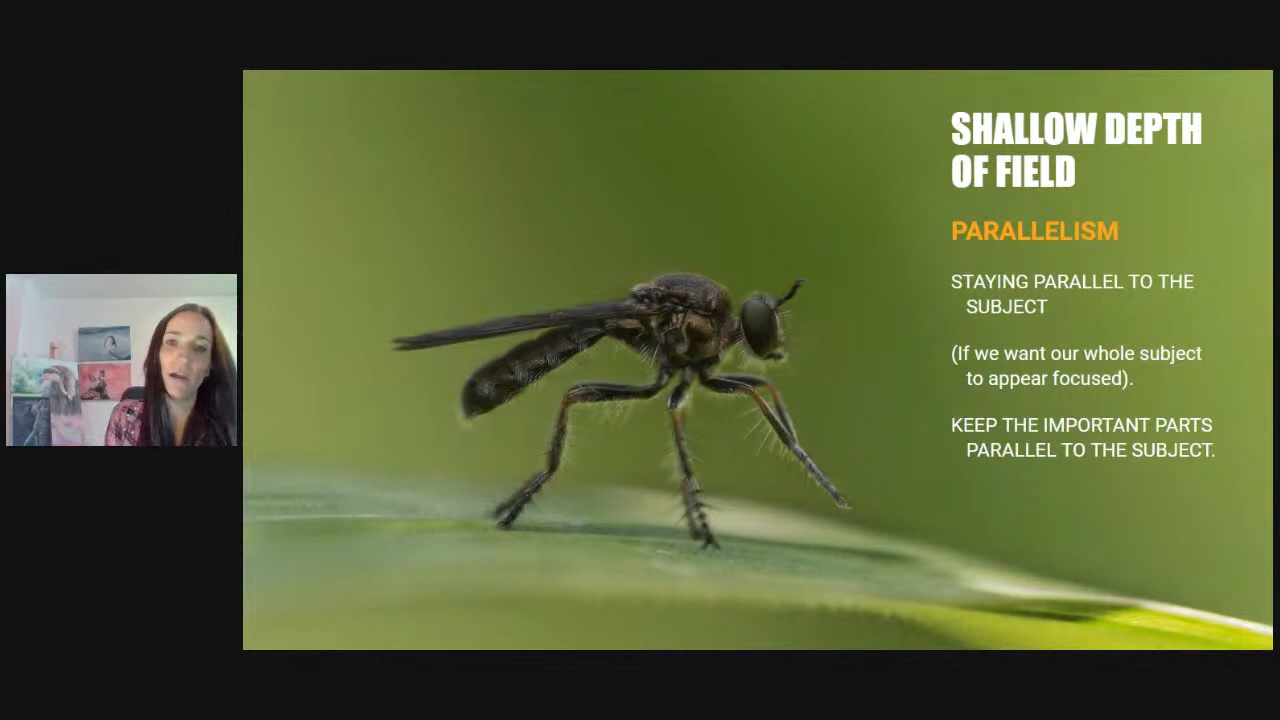 SHALLOW DEPTH
OF FIELD
PARALLELISM
STAYING PARALLEL TO THE
SUBJECT
(If we want our whole subject
to appear focused).
KEEP THE IMPORTANT PARTS
PARALLEL TO THE SUBJECT.